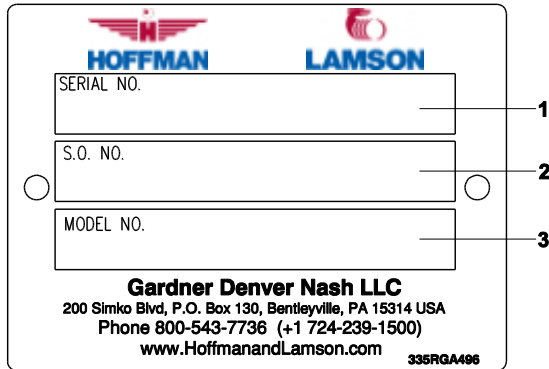 HOFFMAN LAMSON
SERIAL NO.
1
S.O. NO.
2
MODEL NO.
3
Gardner Denver Nash LLC
200 Simko Blvd, P.O. Box 130, Bentleyville, PA 15314 USA
Phone 800-543-7736 (+1 724-239-1500)
www.HoffmanandLamson.com
335RGA496